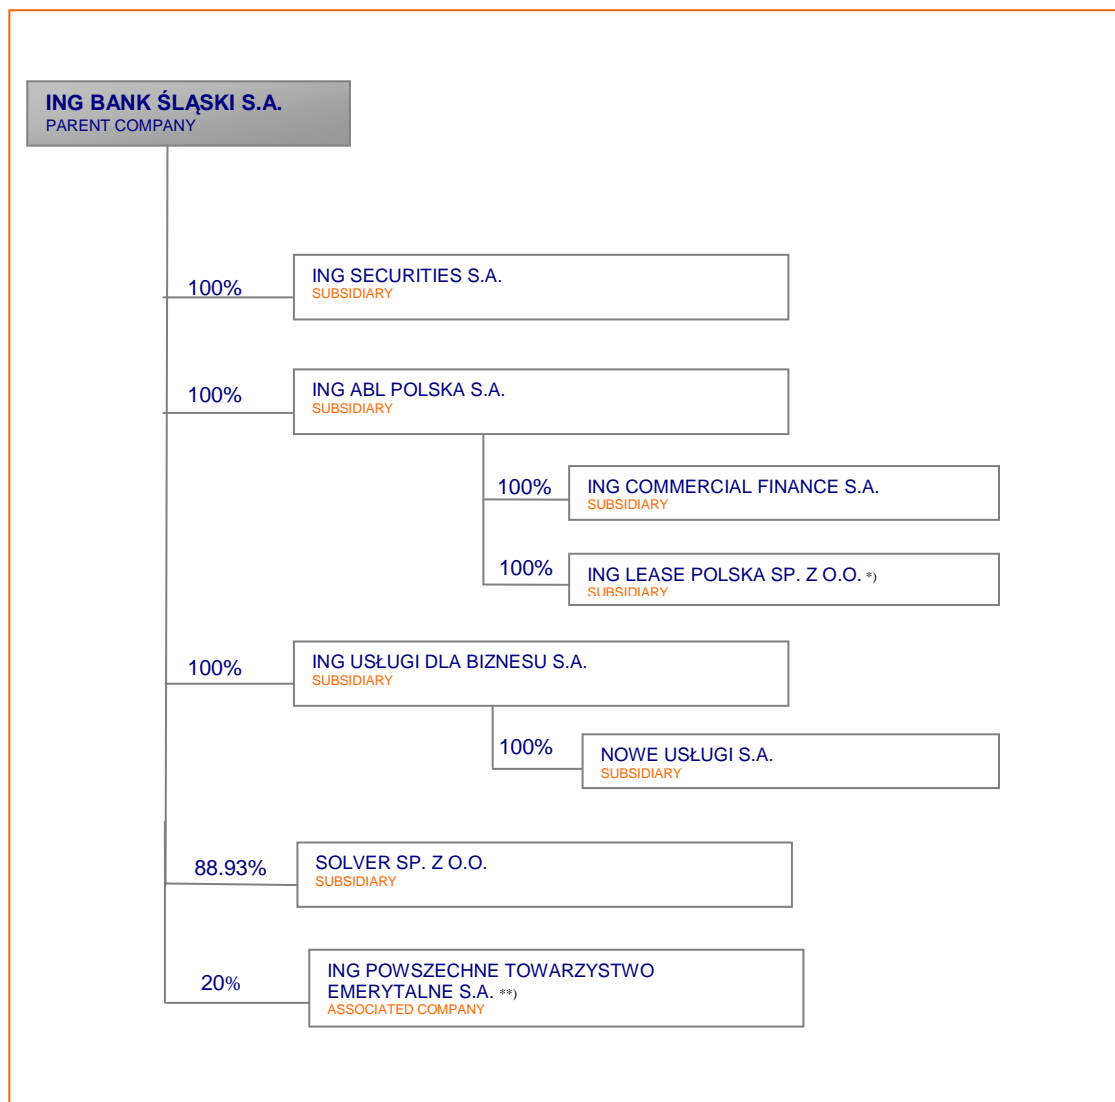 ING BANK ŚLĄSKI S.A.
PARENT COMPANY
100%
ING SECURITIES S.A.
SUBSIDIARY
100%
ING ABL POLSKA S.A.
SUBSIDIARY
100%
ING COMMERCIAL FINANCE S.A.
SUBSIDIARY
100%
ING LEASE POLSKA SP. Z O.O. *)
SUBSIDIARY
100%
ING USŁUGI DLA BIZNESU S.A.
SUBSIDIARY
100%
NOWE USŁUGI S.A.
SUBSIDIARY
88.93%
SOLVER SP. Z O.O.
SUBSIDIARY
20%
ING POWSZECHNE TOWARZYSTWO
EMERYTALNE S.A. **)
ASSOCIATED COMPANY